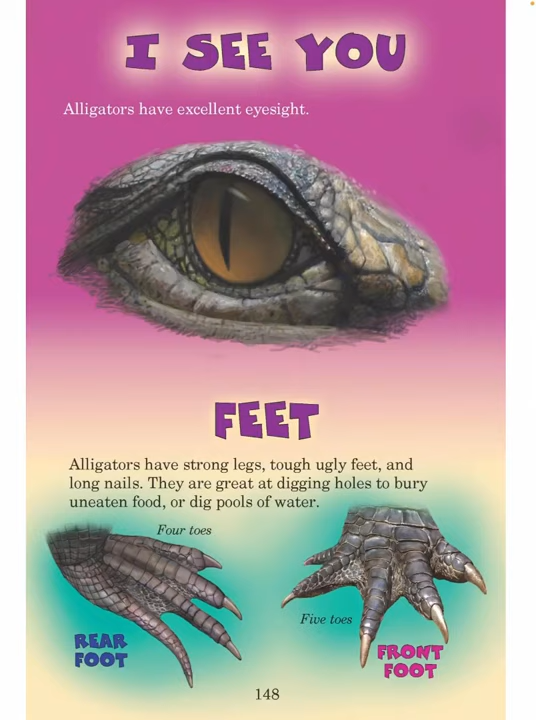 I SEE YOU
Alligators have excellent eyesight.
FEET
Alligators have strong legs, tough ugly feet, and
long nails. They are great at digging holes to bury
uneaten food, or dig pools of water.
Four toes
Five toes
REAR
FOOT
FRONT
FOOT
148